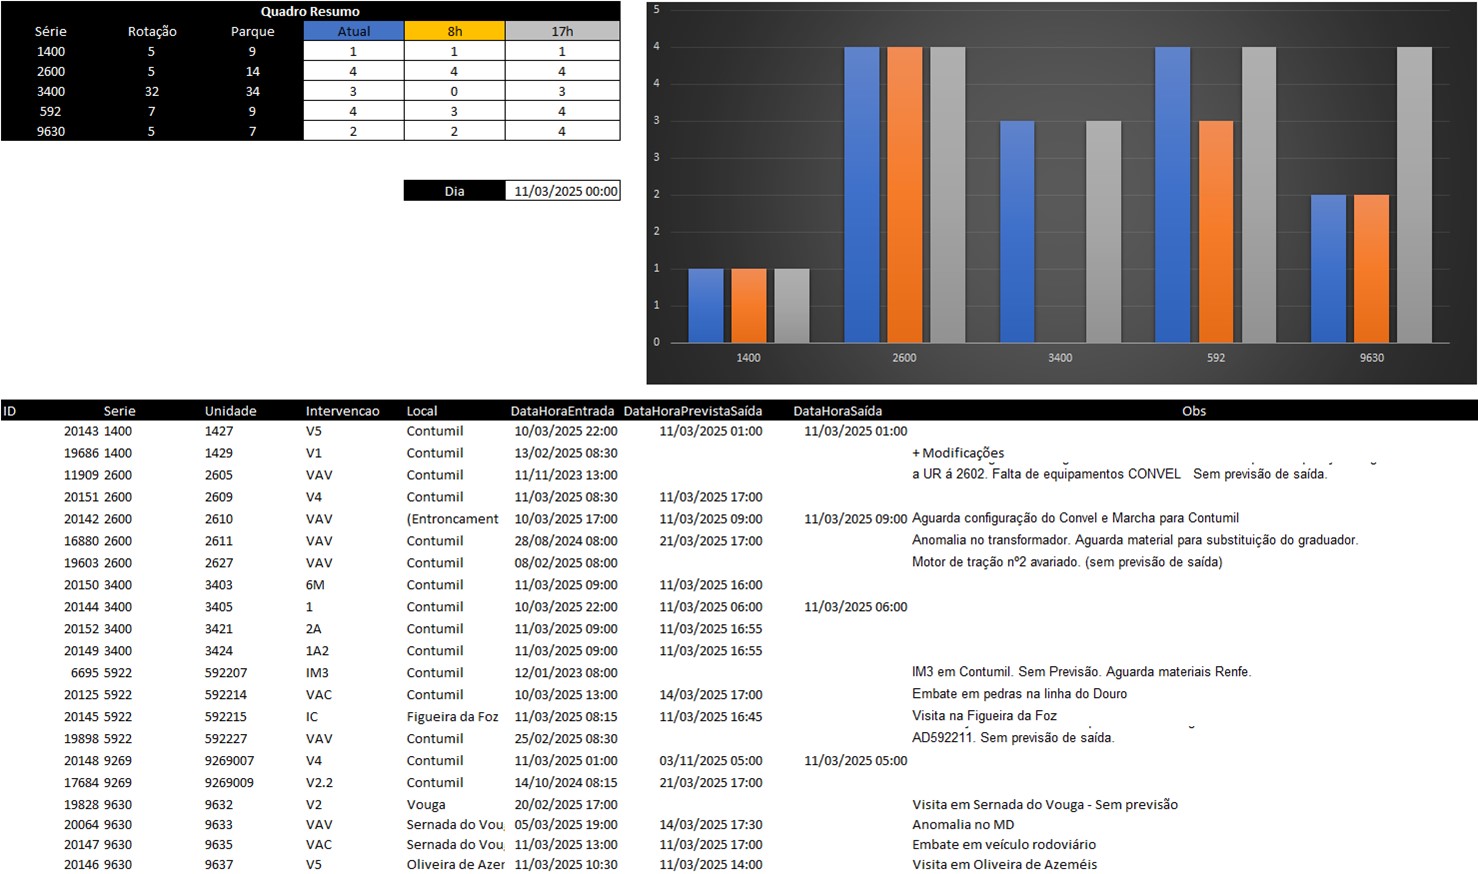 Quadro Resumo
Série Rotação Parque Atual 8h 17h
1400 5 9 1 1 1
2600 5 14 4 4 4
3400 32 34 3 0 3
592 7 9 4 3 4
9630 5 7 2 2 4
Dia 11/03/2025 00:00
5
4
4
3
3
2
2
1
1
0
1400 2600 3400 592 9630
ID Serie Unidade Intervencao Local DataHoraEntrada DataHoraPrevistaSaída DataHoraSaída Obs
20143 1400 1427 V5 Contumil 10/03/2025 22:00 11/03/2025 01:00 11/03/2025 01:00
19686 1400 1429 V1 Contumil 13/02/2025 08:30 + Modificações
11909 2600 2605 VAV Contumil 11/11/2023 13:00 a UR á 2602. Falta de equipamentos CONVEL Sem previsão de saída.
20151 2600 2609 V4 Contumil 11/03/2025 08:30 11/03/2025 17:00
20142 2600 2610 VAV (Entroncament 10/03/2025 17:00 11/03/2025 09:00 11/03/2025 09:00 Aguarda configuração do Convel e Marcha para Contumil
16880 2600 2611 VAV Contumil 28/08/2024 08:00 21/03/2025 17:00 Anomalia no transformador. Aguarda material para substituição do graduador.
19603 2600 2627 VAV Contumil 08/02/2025 08:00 Motor de tração nº2 avariado. (sem previsão de saída)
20150 3400 3403 6M Contumil 11/03/2025 09:00 11/03/2025 16:00
20144 3400 3405 1 Contumil 10/03/2025 22:00 11/03/2025 06:00 11/03/2025 06:00
20152 3400 3421 2A Contumil 11/03/2025 09:00 11/03/2025 16:55
20149 3400 3424 1A2 Contumil 11/03/2025 09:00 11/03/2025 16:55
6695 5922 592207 IM3 Contumil 12/01/2023 08:00 IM3 em Contumil. Sem Previsão. Aguarda materiais Renfe.
20125 5922 592214 VAC Contumil 10/03/2025 13:00 14/03/2025 17:00 Embate em pedras na linha do Douro
20145 5922 592215 IC Figueira da Foz 11/03/2025 08:15 11/03/2025 16:45 Visita na Figueira da Foz
19898 5922 592227 VAV Contumil 25/02/2025 08:30 AD592211. Sem previsão de saída.
20148 9269 9269007 V4 Contumil 11/03/2025 01:00 03/11/2025 05:00 11/03/2025 05:00
17684 9269 9269009 V2.2 Contumil 14/10/2024 08:15 21/03/2025 17:00
19828 9630 9632 V2 Vouga 20/02/2025 17:00 Visita em Sernada do Vouga - Sem previsão
20064 9630 9633 VAV Sernada do Vou 05/03/2025 19:00 14/03/2025 17:30 Anomalia no MD
20147 9630 9635 VAC Sernada do Vou 11/03/2025 13:00 11/03/2025 17:00 Embate em veículo rodoviário
20146 9630 9637 V5 Oliveira de Azer 11/03/2025 10:30 11/03/2025 14:00 Visita em Oliveira de Azeméis